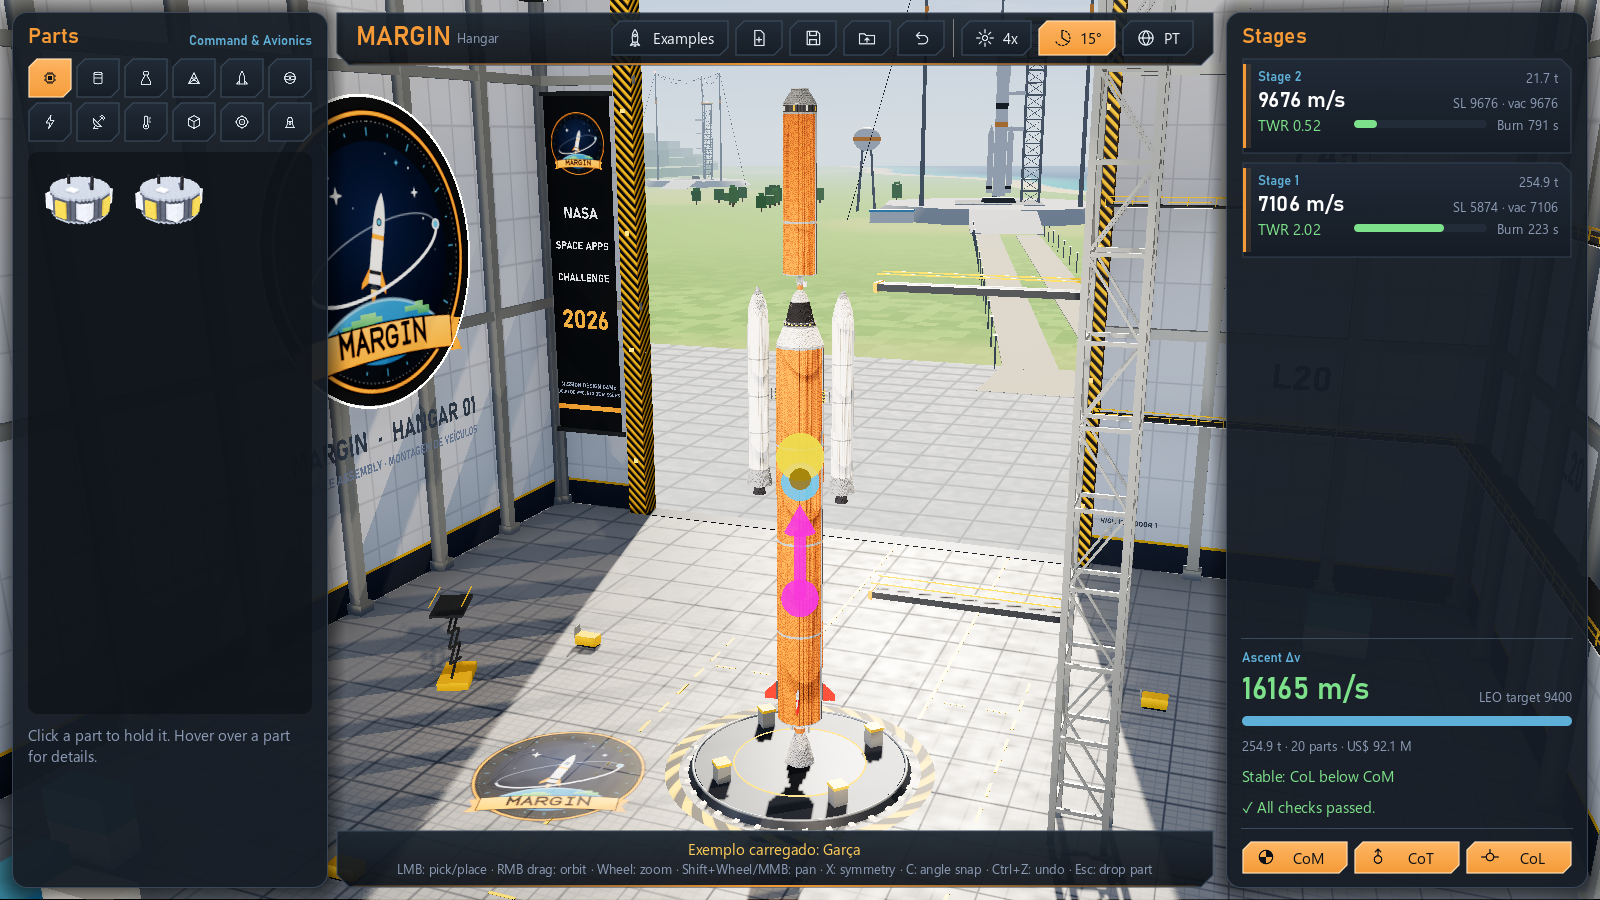 Parts
Command & Avionics
MARGIN Hangar
Examples
4x
15°
PT
Stages
Stage 2
21.7 t
9676 m/s
SL 9676 · vac 9676
TWR 0.52
Burn 791 s
Stage 1
254.9 t
7106 m/s
SL 5874 · vac 7106
TWR 2.02
Burn 223 s
MARGIN
NASA
SPACE APPS
CHALLENGE
2026
MARGIN
MARGIN - HANGAR 01
MARGIN
L20
Click a part to hold it. Hover over a part
for details.
Ascent Δv
16165 m/s
LEO target 9400
254.9 t · 20 parts · US$ 92.1 M
Stable: CoL below CoM
✓ All checks passed.
CoM
CoT
CoL
Exemplo carregado: Garça
LMB: pick/place · RMB drag: orbit · Wheel: zoom · Shift+Wheel/MMB: pan · X: symmetry · C: angle snap · Ctrl+Z: undo · Esc: drop part